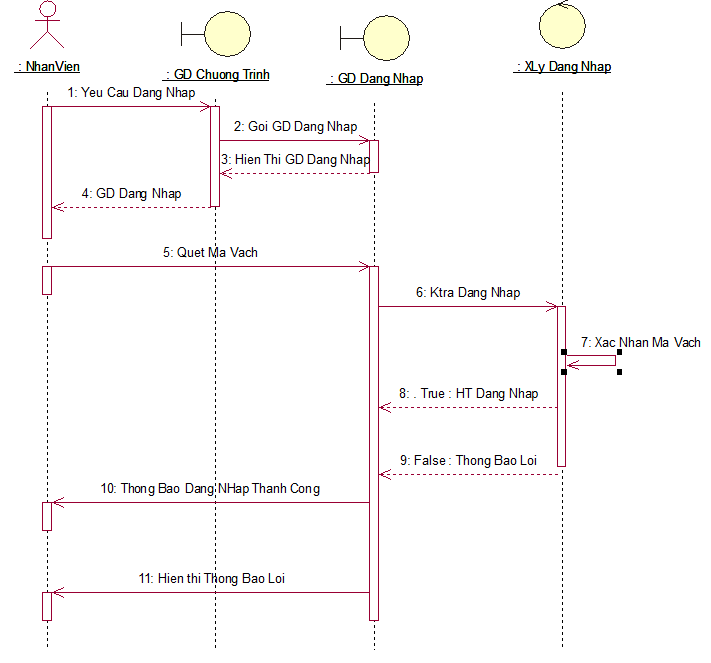 : NhanVien
: GD Chuong Trinh
: GD Dang Nhap
: XLy Dang Nhap
1: Yeu Cau Dang Nhap
2: Goi GD Dang Nhap
3: Hien Thi GD Dang Nhap
4: GD Dang Nhap
5: Quet Ma Vach
6: Ktra Dang Nhap
7: Xac Nhan Ma Vach
8: . True : HT Dang Nhap
9: False : Thong Bao Loi
10: Thong Bao Dang NHap Thanh Cong
11: Hien thi Thong Bao Loi